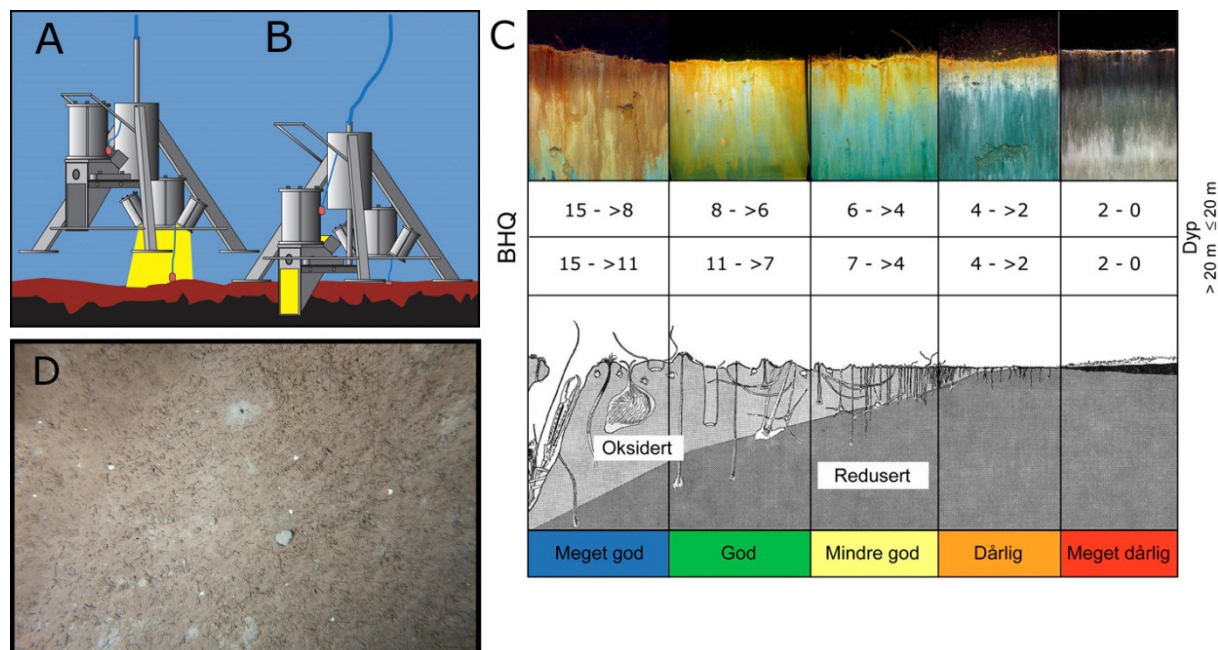 A
B
C
D
BHQ
15 - >8
8 - >6
6 - >4
4 - >2
2 - 0
15 - >11
11 - >7
7 - >4
4 - >2
2 - 0
Dyp
> 20 m ≤ 20 m
Oksidert
Redusert
Meget god
God
Mindre god
Dårlig
Meget dårlig